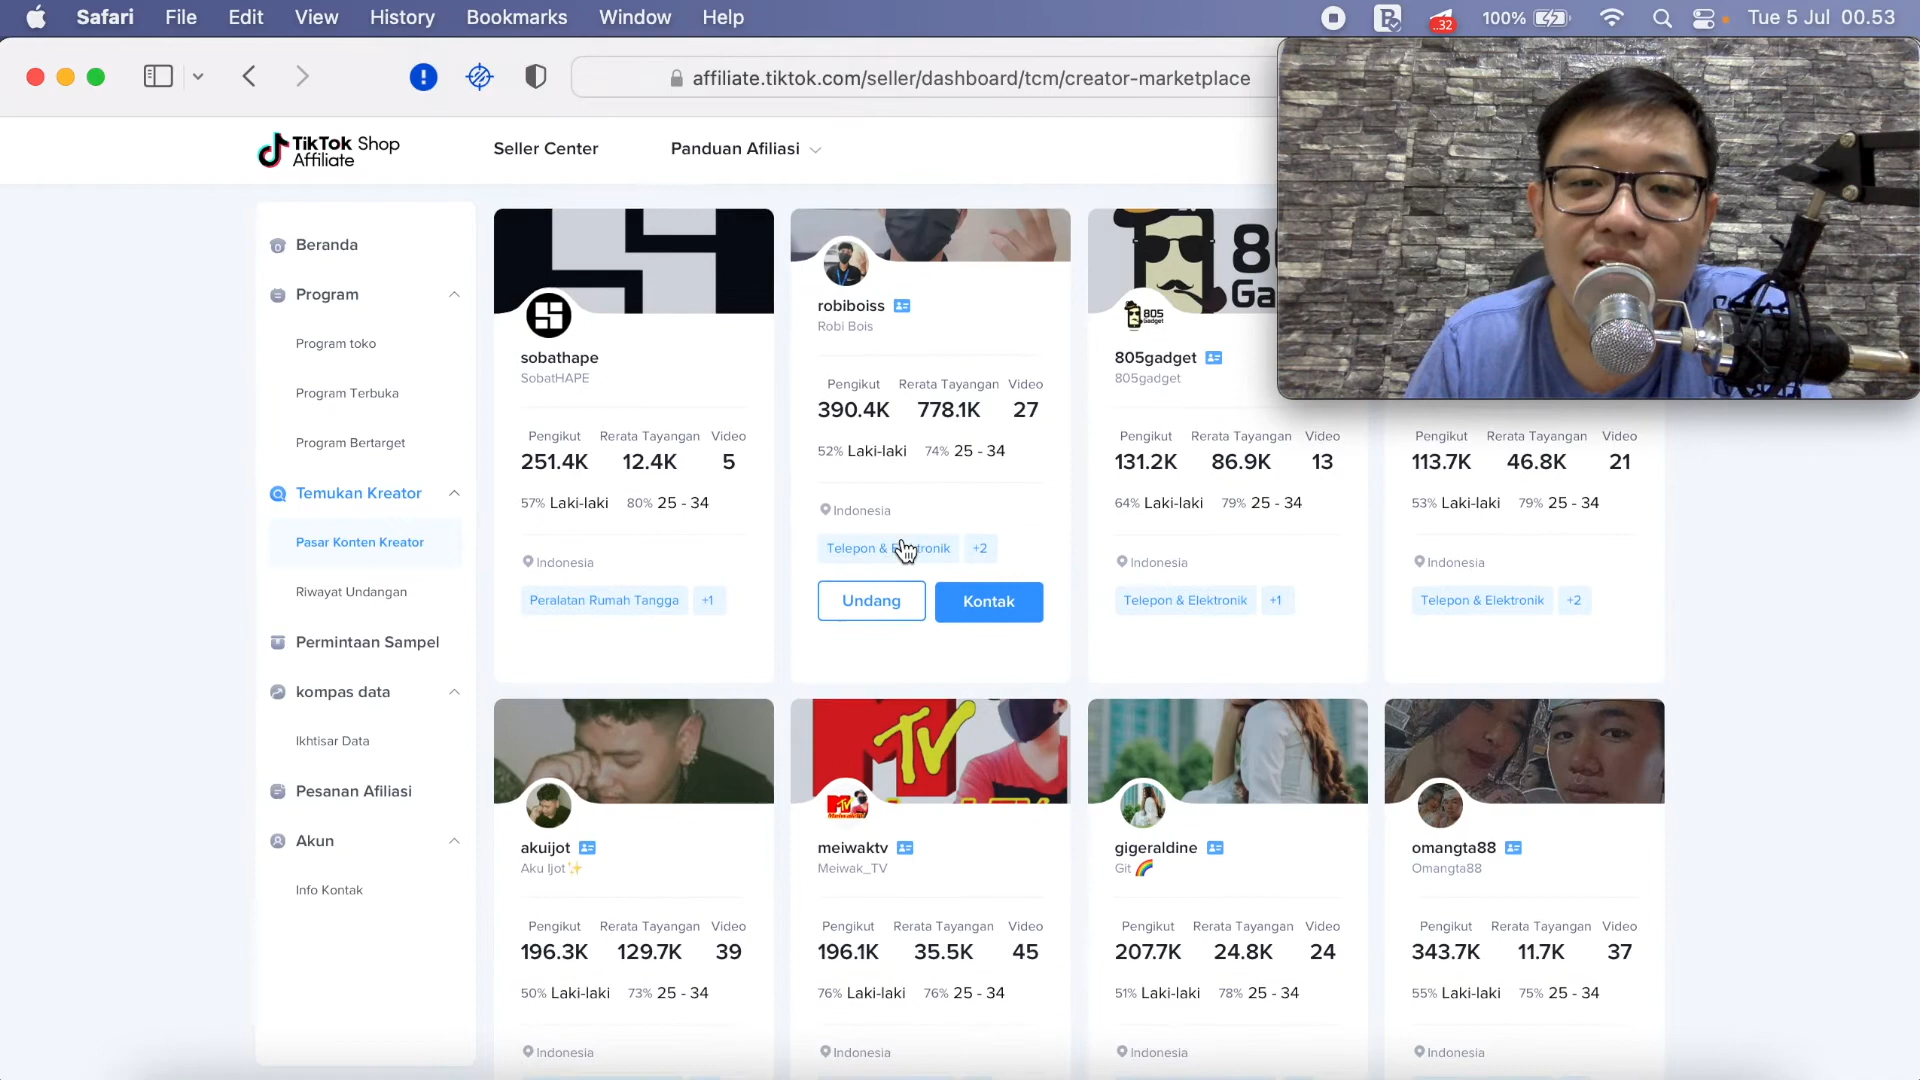 Safari File Edit View History Bookmarks Window Help
32 100% Tue 5 Jul 00.53
affiliate.tiktok.com/seller/dashboard/tcm/creator-marketplace
TikTok Shop
Affiliate
Seller Center
Panduan Afiliasi
Beranda
Program
Program toko
Program Terbuka
Program Bertarget
Temukan Kreator
Pasar Konten Kreator
Riwayat Undangan
Permintaan Sampel
kompas data
Ikhtisar Data
Pesanan Afiliasi
Akun
Info Kontak
sobathape
SobatHAPE
Pengikut Rerata Tayangan Video
251.4K 12.4K 5
57% Laki-laki 80% 25 - 34
Indonesia
Peralatan Rumah Tangga +1
robiboiss
Robi Bois
Pengikut Rerata Tayangan Video
390.4K 778.1K 27
52% Laki-laki 74% 25 - 34
Indonesia
Telepon & Elektronik +2
Undang Kontak
80
Ga
805
Gadget
805gadget
805gadget
Pengikut Rerata Tayangan Video
131.2K 86.9K 13
64% Laki-laki 79% 25 - 34
Indonesia
Telepon & Elektronik +1
Pengikut Rerata Tayangan Video
113.7K 46.8K 21
53% Laki-laki 79% 25 - 34
Indonesia
Telepon & Elektronik +2
akuijot
Aku Ijot✨
Pengikut Rerata Tayangan Video
196.3K 129.7K 39
50% Laki-laki 73% 25 - 34
Indonesia
TV
meiwaktv
Meiwak_TV
Pengikut Rerata Tayangan Video
196.1K 35.5K 45
76% Laki-laki 76% 25 - 34
Indonesia
gigeraldine
Git 🌈
Pengikut Rerata Tayangan Video
207.7K 24.8K 24
51% Laki-laki 78% 25 - 34
Indonesia
omangta88
Omangta88
Pengikut Rerata Tayangan Video
343.7K 11.7K 37
55% Laki-laki 75% 25 - 34
Indonesia